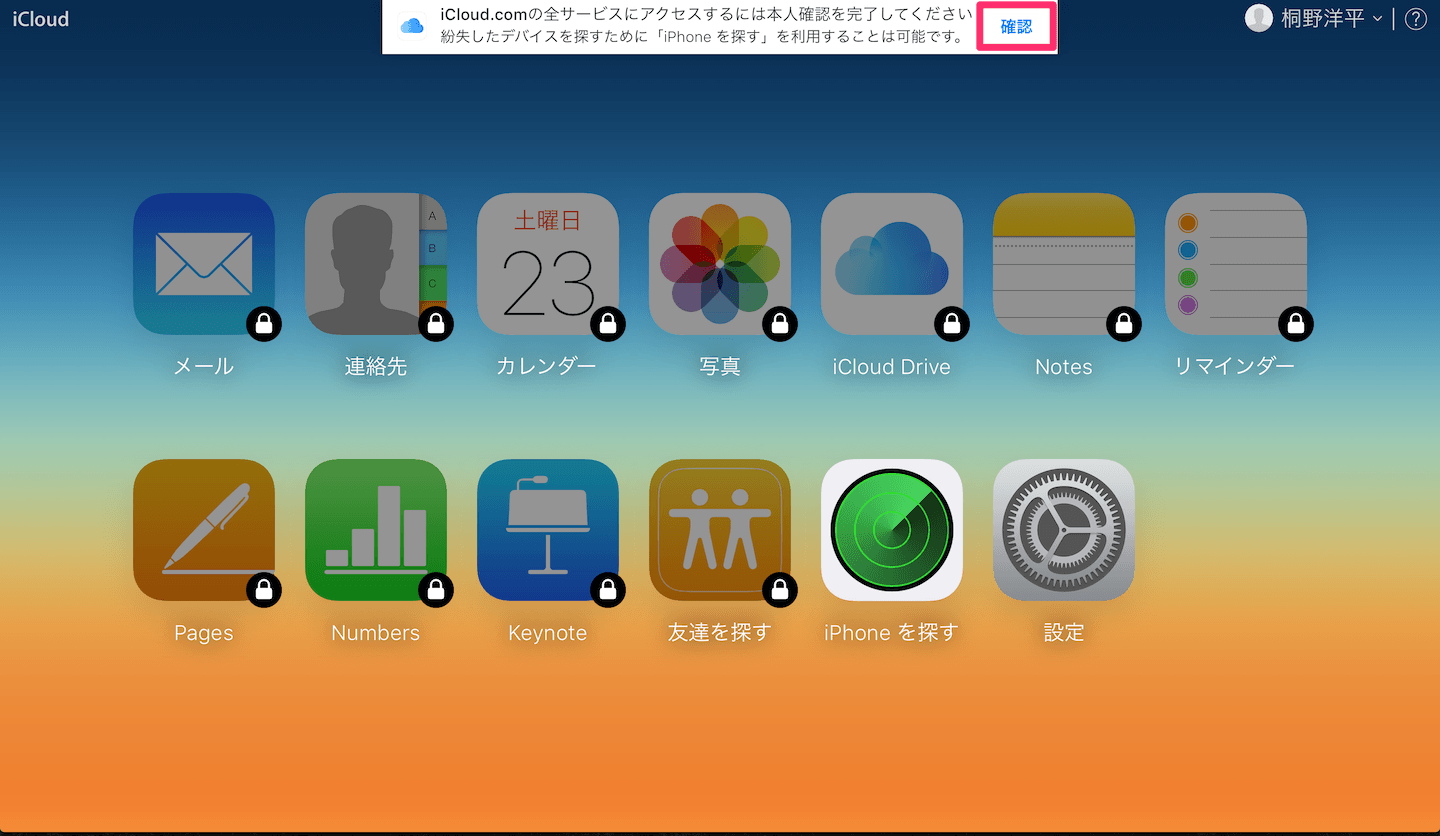 iCloud
iCloud.comの全サービスにアクセスするには本人確認を完了してください
紛失したデバイスを探すために「iPhone を探す」を利用することは可能です。
確認
桐野洋平
?
A
B
C
土曜日
23
メール
連絡先
カレンダー
写真
iCloud Drive
Notes
リマインダー
Pages
Numbers
Keynote
友達を探す
iPhone を探す
設定